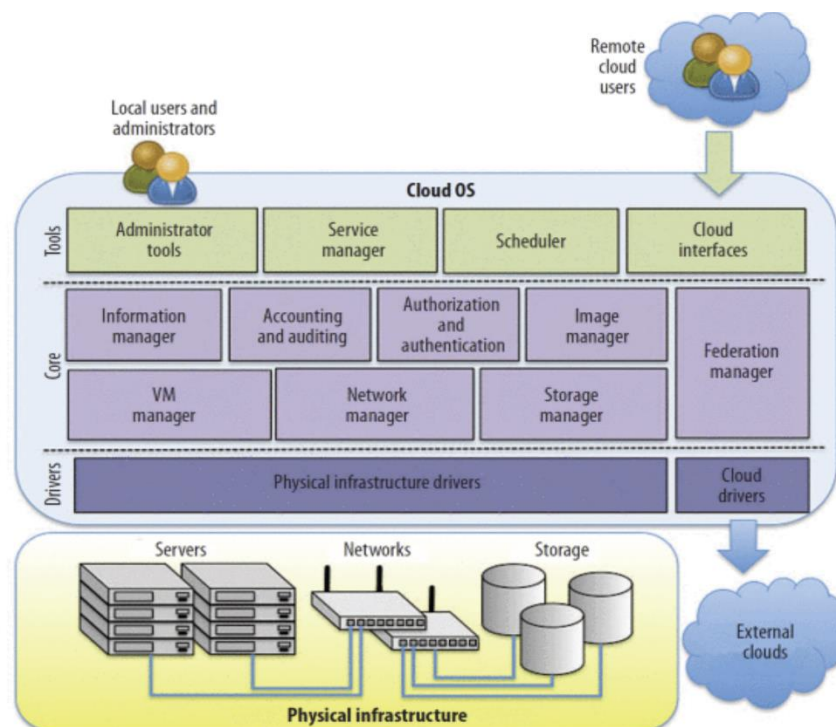 Remote
cloud
users
Local users and
administrators
Cloud OS
Tools
Administrator
tools
Service
manager
Scheduler
Cloud
interfaces
Core
Information
manager
Accounting
and auditing
Authorization
and
authentication
Image
manager
Federation
manager
VM
manager
Network
manager
Storage
manager
Drivers
Physical infrastructure drivers
Cloud
drivers
Servers
Networks
Storage
External
clouds
Physical infrastructure